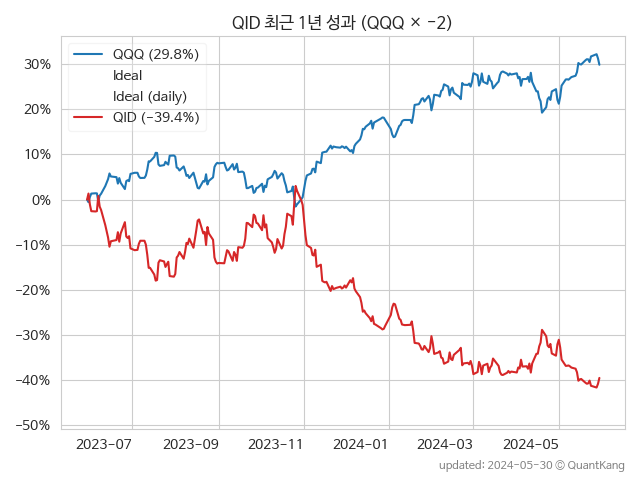 QID 최근 1년 성과 (QQQ × −2)
QQQ (29.8%)
Ideal
Ideal (daily)
QID (−39.4%)
30%
20%
10%
0%
−10%
−20%
−30%
−40%
−50%
2023−07 2023−09 2023−11 2024−01 2024−03 2024−05
updated: 2024−05−30 © QuantKang